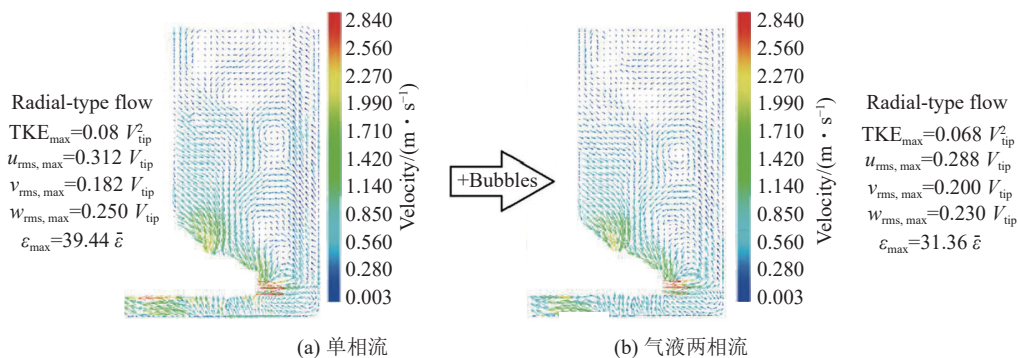 Radial-type flow
TKEmax=0.08 V²tip
urms, max=0.312 Vtip
vrms, max=0.182 Vtip
wrms, max=0.250 Vtip
εmax=39.44 ε̄
2.840
2.560
2.270
1.990
1.710
1.420
1.140
0.850
0.570
0.280
0.003
Velocity/(m・s⁻¹)
(a) 单相流
+Bubbles
2.840
2.560
2.270
1.990
1.710
1.420
1.140
0.850
0.570
0.280
0.003
Velocity/(m・s⁻¹)
(b) 气液两相流
Radial-type flow
TKEmax=0.068 V²tip
urms, max=0.288 Vtip
vrms, max=0.200 Vtip
wrms, max=0.230 Vtip
εmax=31.36 ε̄